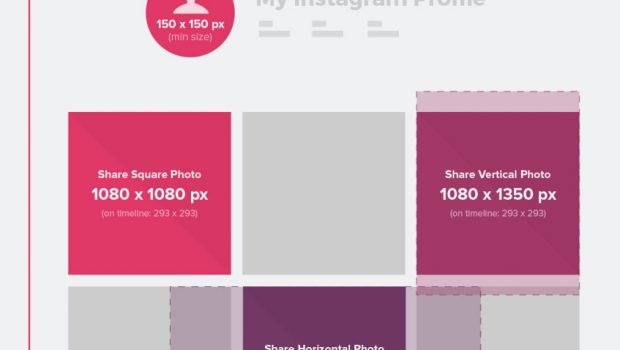 My Instagram Profile
150 x 150 px
(min size)
Share Square Photo
1080 x 1080 px
(on timeline: 293 x 293)
Share Vertical Photo
1080 x 1350 px
(on timeline: 293 x 293)
Share Horizontal Photo